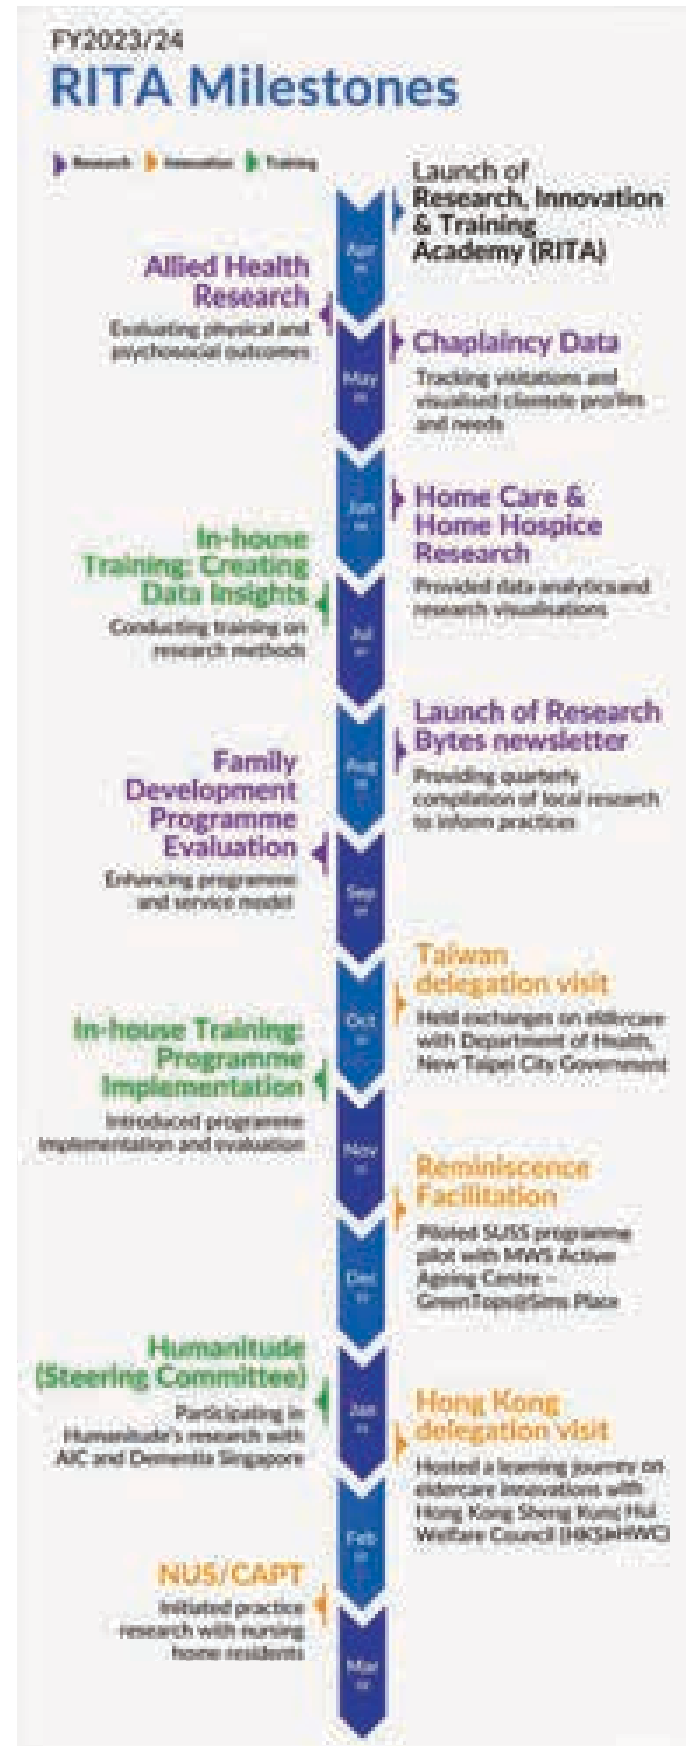 FY2023/24
RITA Milestones
Research Innovation Training
Launch of
Research, Innovation
& Training
Academy (RITA)
Apr
Allied Health
Research
Evaluating physical and
psychosocial outcomes
Chaplaincy Data
Tracking visitations and
visualised clientele profiles
and needs
May
Home Care &
Home Hospice
Research
Provided data analytics and
research visualisations
Jun
In-house
Training: Creating
Data Insights
Conducting training on
research methods
Jul
Launch of Research
Bytes newsletter
Providing quarterly
compilation of local research
to inform practices
Aug
Family
Development
Programme
Evaluation
Enhancing programme
and service model
Sep
Taiwan
delegation visit
Held exchanges on eldercare
with Department of Health,
New Taipei City Government
Oct
In-house Training:
Programme
Implementation
Introduced programme
implementation and evaluation
Nov
Reminiscence
Facilitation
Piloted SUSS programme
pilot with MWS Active
Ageing Centre –
GreenTops@Sims Place
Dec
Humanitude
(Steering Committee)
Participating in
Humanitude's research with
AIC and Dementia Singapore
Jan
Hong Kong
delegation visit
Hosted a learning journey on
eldercare innovations with
Hong Kong Sheng Kung Hui
Welfare Council (HKSKHWC)
Feb
NUS/CAPT
Initiated practice
research with nursing
home residents
Mar